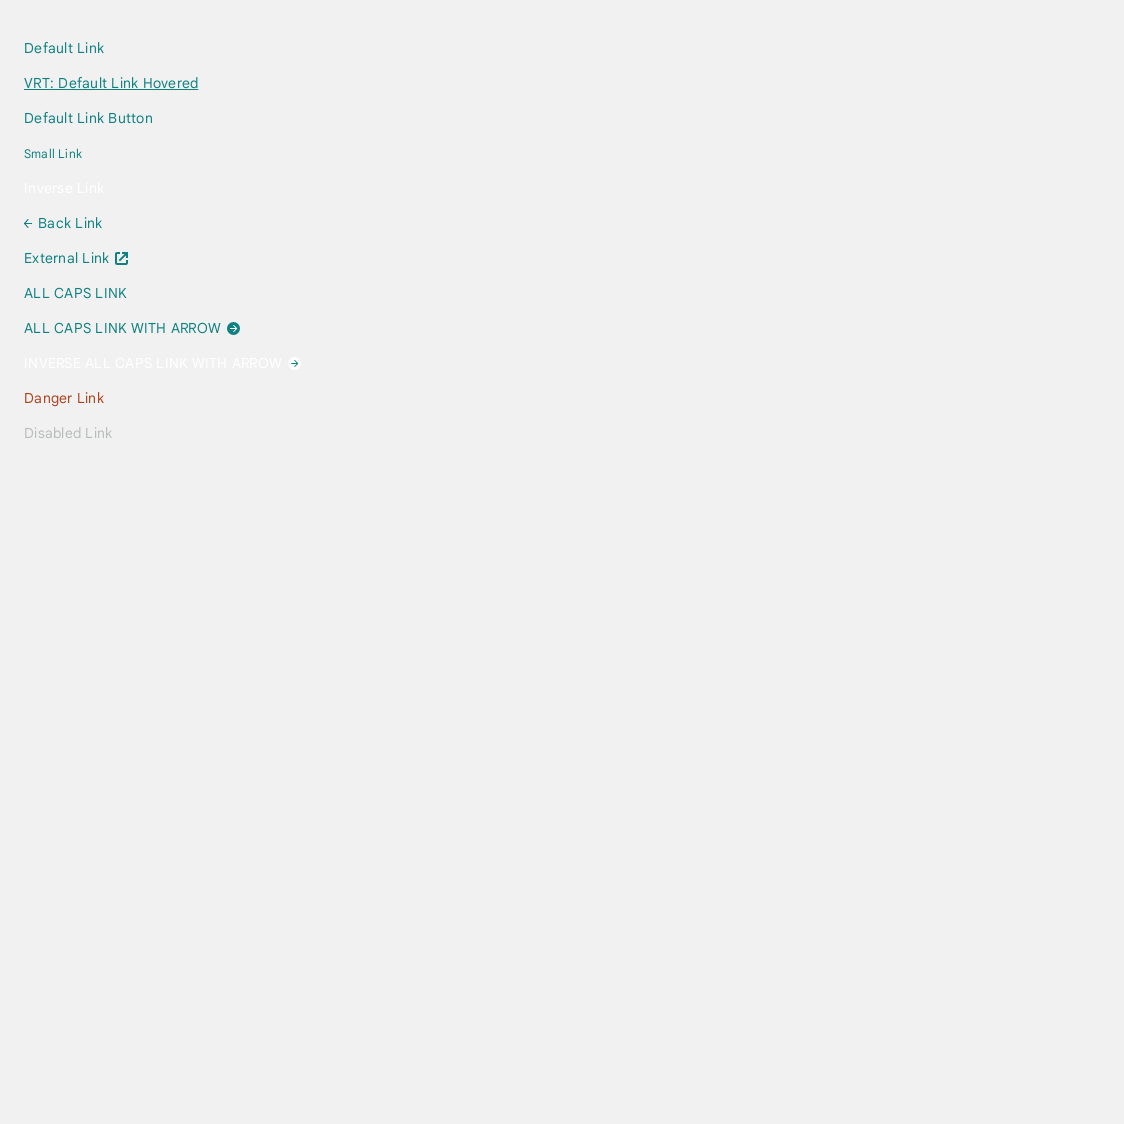 Default Link
VRT: Default Link Hovered
Default Link Button
Small Link
Inverse Link
Back Link
External Link
ALL CAPS LINK
ALL CAPS LINK WITH ARROW
INVERSE ALL CAPS LINK WITH ARROW
Danger Link
Disabled Link